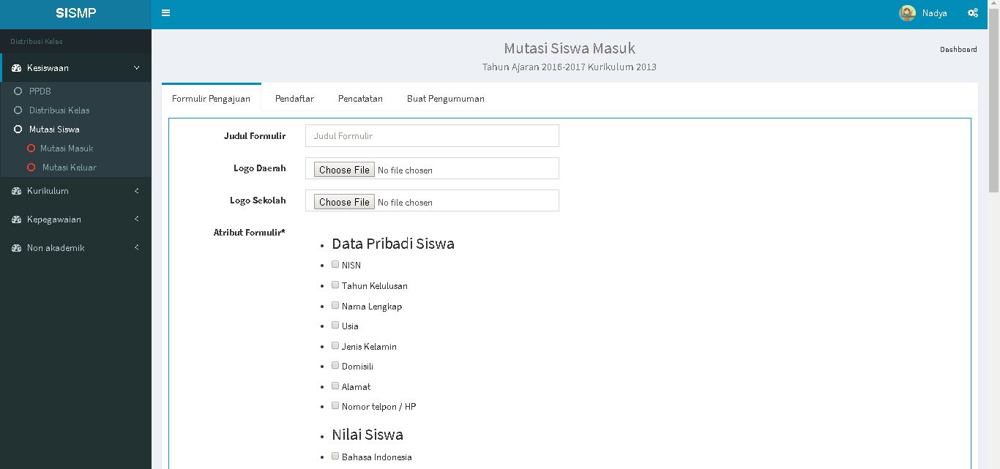 SISMP
Nadya
Distribusi Kelas
Kesiswaan
PPDB
Distribusi Kelas
Mutasi Siswa
Mutasi Masuk
Mutasi Keluar
Kurikulum
Kepegawaian
Non akademik
Mutasi Siswa Masuk
Tahun Ajaran 2016-2017 Kurikulum 2013
Dashboard
Formulir Pengajuan Pendaftar Pencatatan Buat Pengumuman
Judul Formulir Judul Formulir
Logo Daerah Choose File No file chosen
Logo Sekolah Choose File No file chosen
Atribut Formulir*
Data Pribadi Siswa
NISN
Tahun Kelulusan
Nama Lengkap
Usia
Jenis Kelamin
Domisili
Alamat
Nomor telpon / HP
Nilai Siswa
Bahasa Indonesia